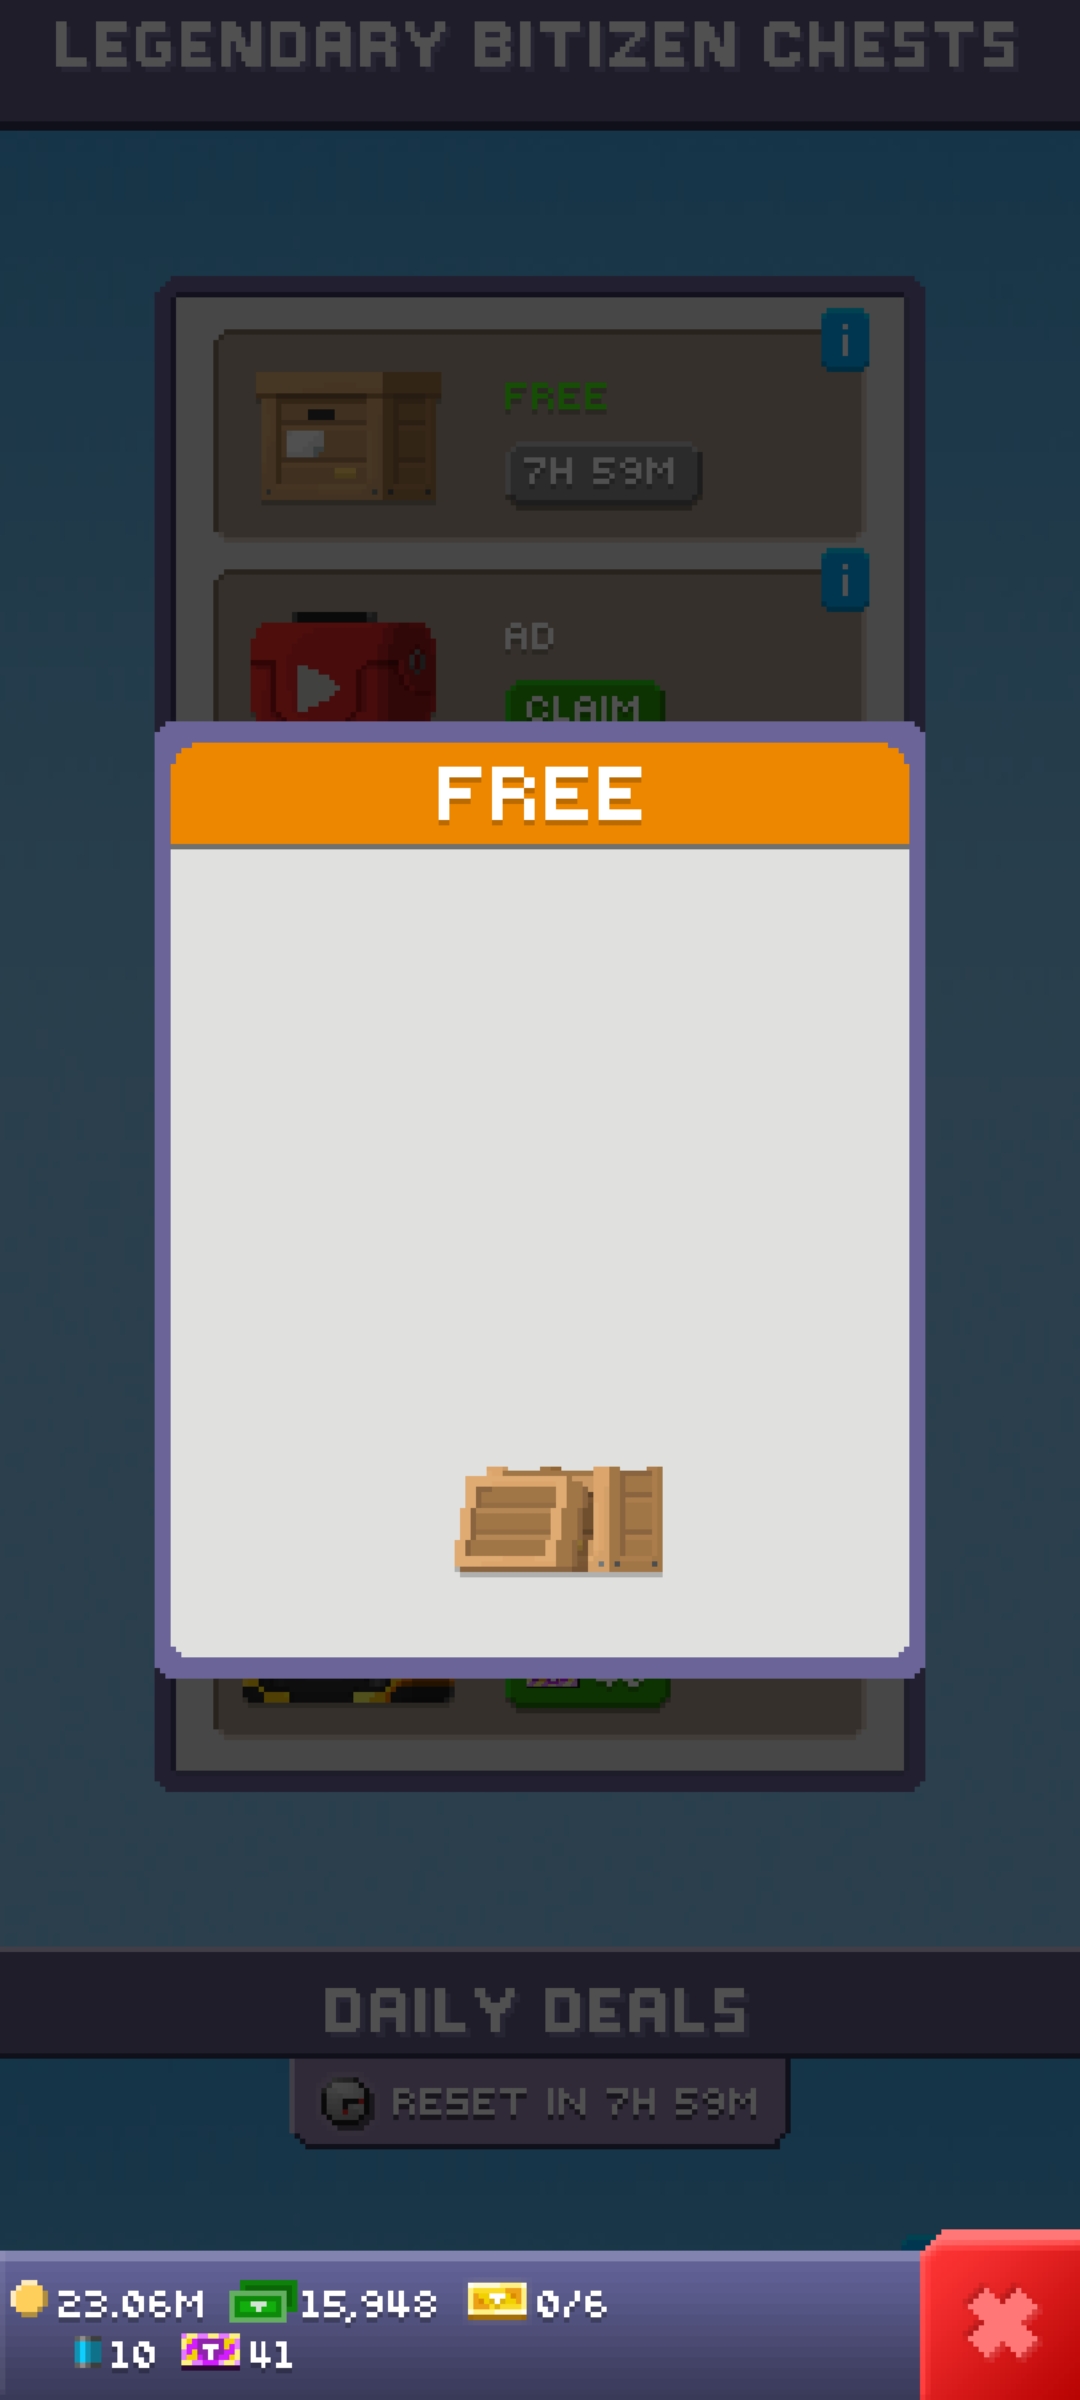 LEGENDARY BITIZEN CHESTS
i
FREE
7H 59M
i
AD
CLAIM
FREE
DAILY DEALS
RESET IN 7H 59M
23.06M 15,948 0/6
10 41